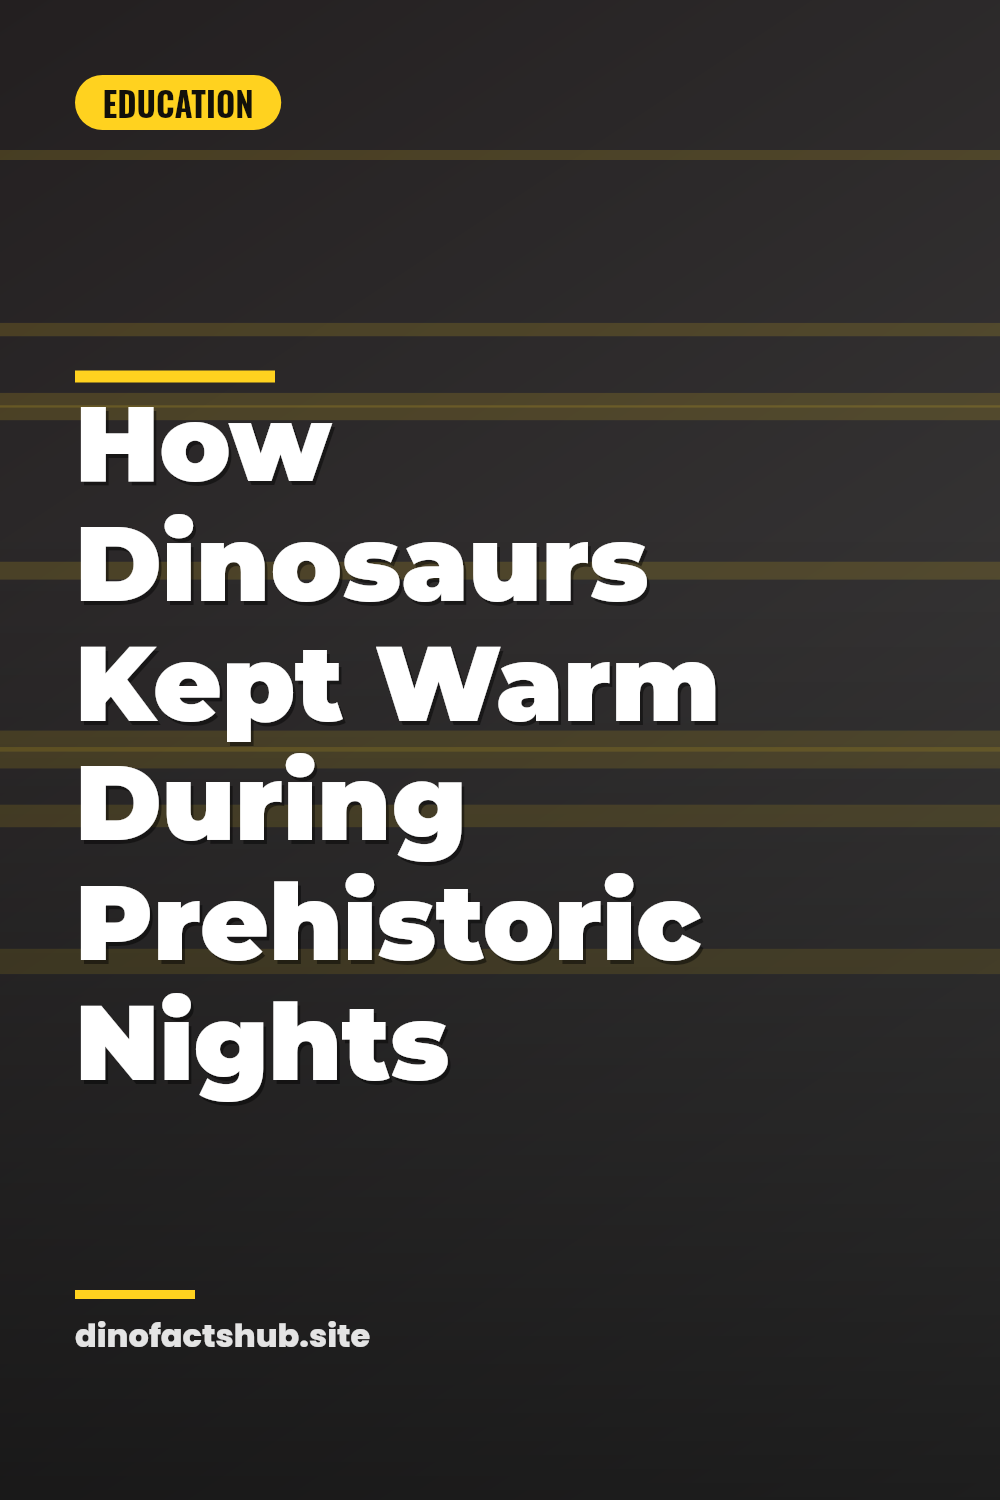 EDUCATION
How
Dinosaurs
Kept Warm
During
Prehistoric
Nights
dinofactshub.site